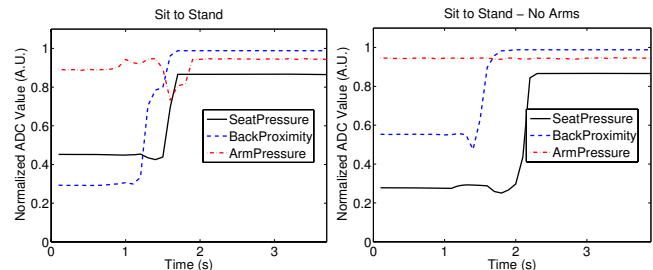 Sit to Stand
Normalized ADC Value (A.U.)
1
0.8
0.6
0.4
0.2
0
SeatPressure
BackProximity
ArmPressure
0 1 2 3
Time (s)
Sit to Stand – No Arms
Normalized ADC Value (A.U.)
1
0.8
0.6
0.4
0.2
0
SeatPressure
BackProximity
ArmPressure
0 1 2 3
Time (s)